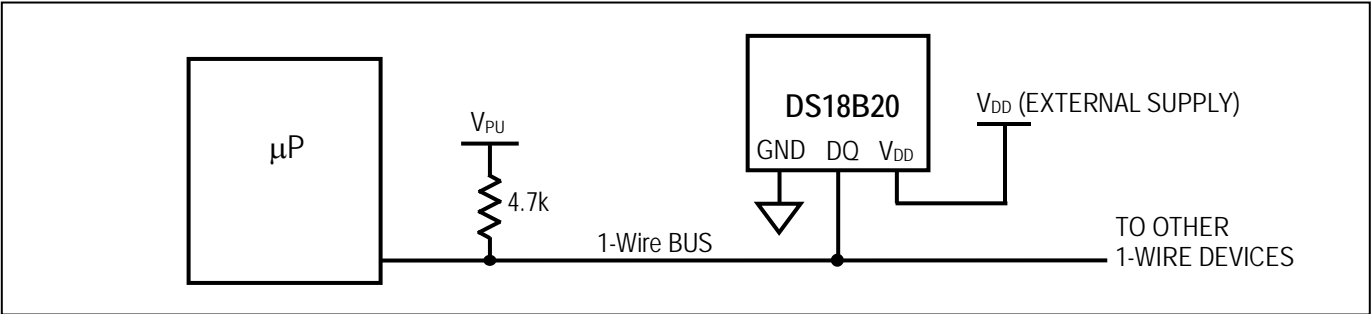 μP
VPU
4.7k
1-Wire BUS
DS18B20
GND DQ VDD
VDD (EXTERNAL SUPPLY)
TO OTHER
1-WIRE DEVICES